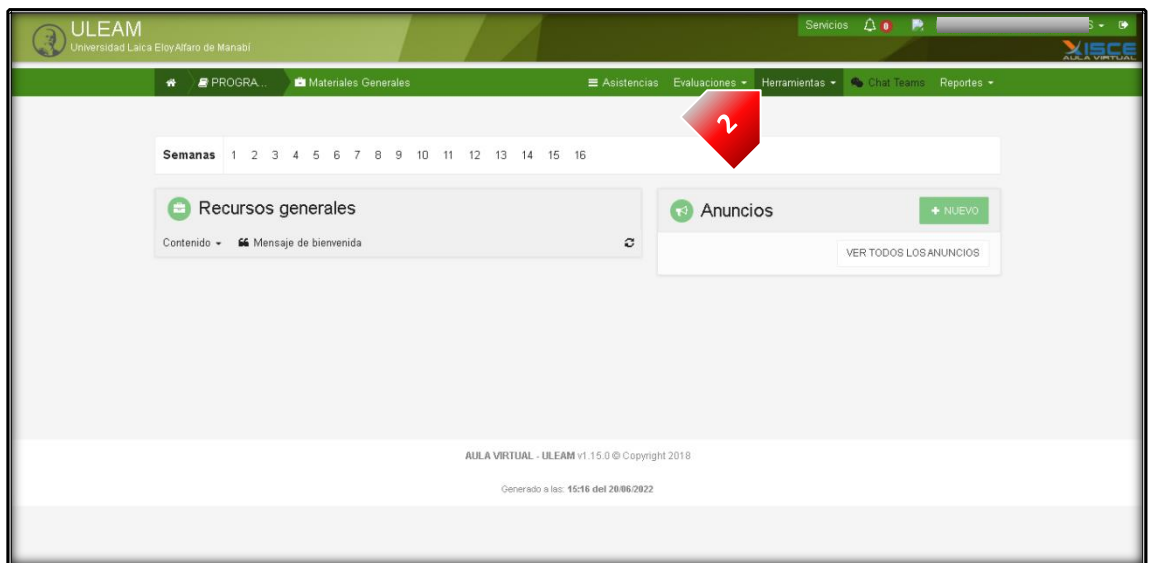 ULEAM
Universidad Laica Eloy Alfaro de Manabí
Servicios 0 S
XISCE
AULA VIRTUAL
PROGRA... Materiales Generales Asistencias Evaluaciones Herramientas Chat Teams Reportes
2
Semanas 1 2 3 4 5 6 7 8 9 10 11 12 13 14 15 16
Recursos generales
Contenido Mensaje de bienvenida
Anuncios + NUEVO
VER TODOS LOS ANUNCIOS
AULA VIRTUAL - ULEAM v1.15.0 © Copyright 2018
Generado a las: 15:16 del 20/06/2022